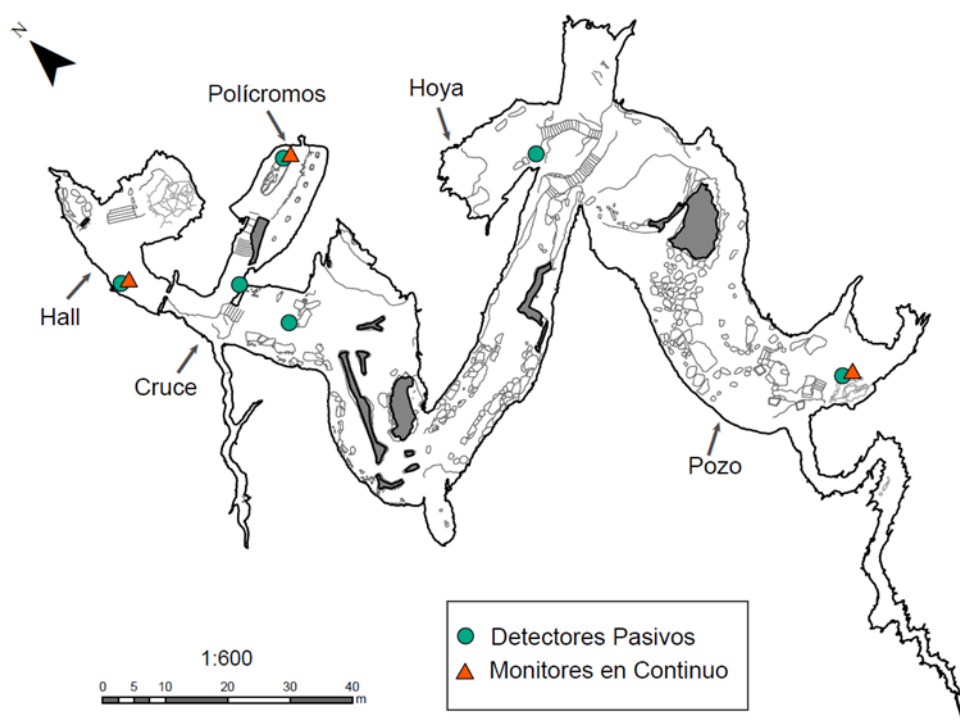 N
Polícromos
Hoya
Hall
Cruce
Pozo
Detectores Pasivos
Monitores en Continuo
1:600
0 5 10 20 30 40
m